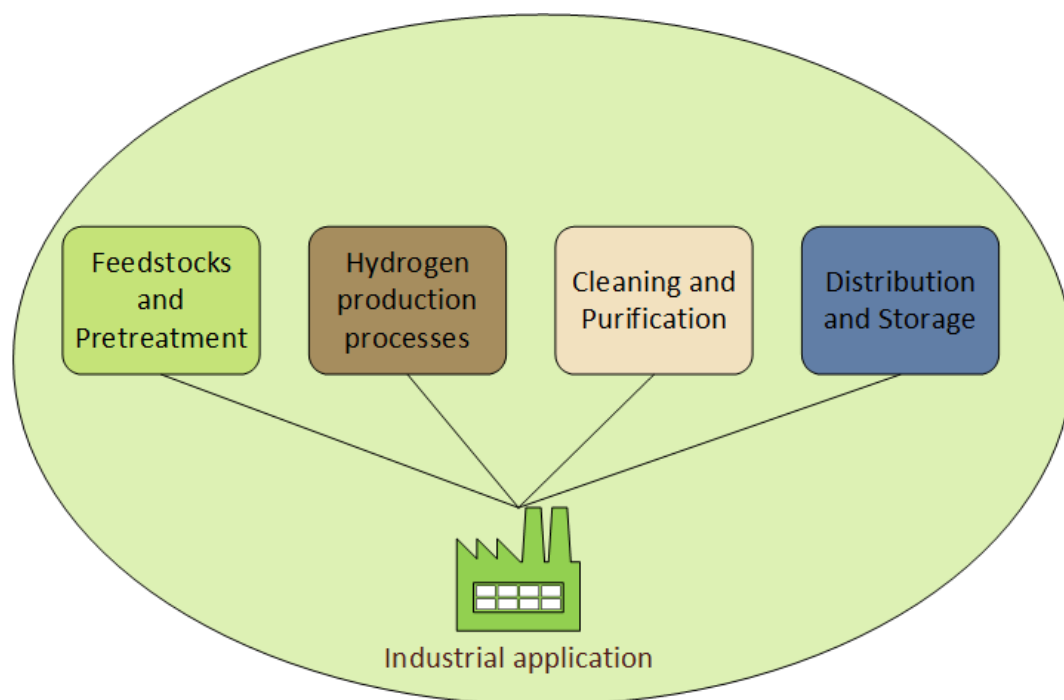 Feedstocks
and
Pretreatment
Hydrogen
production
processes
Cleaning and
Purification
Distribution
and Storage
Industrial application